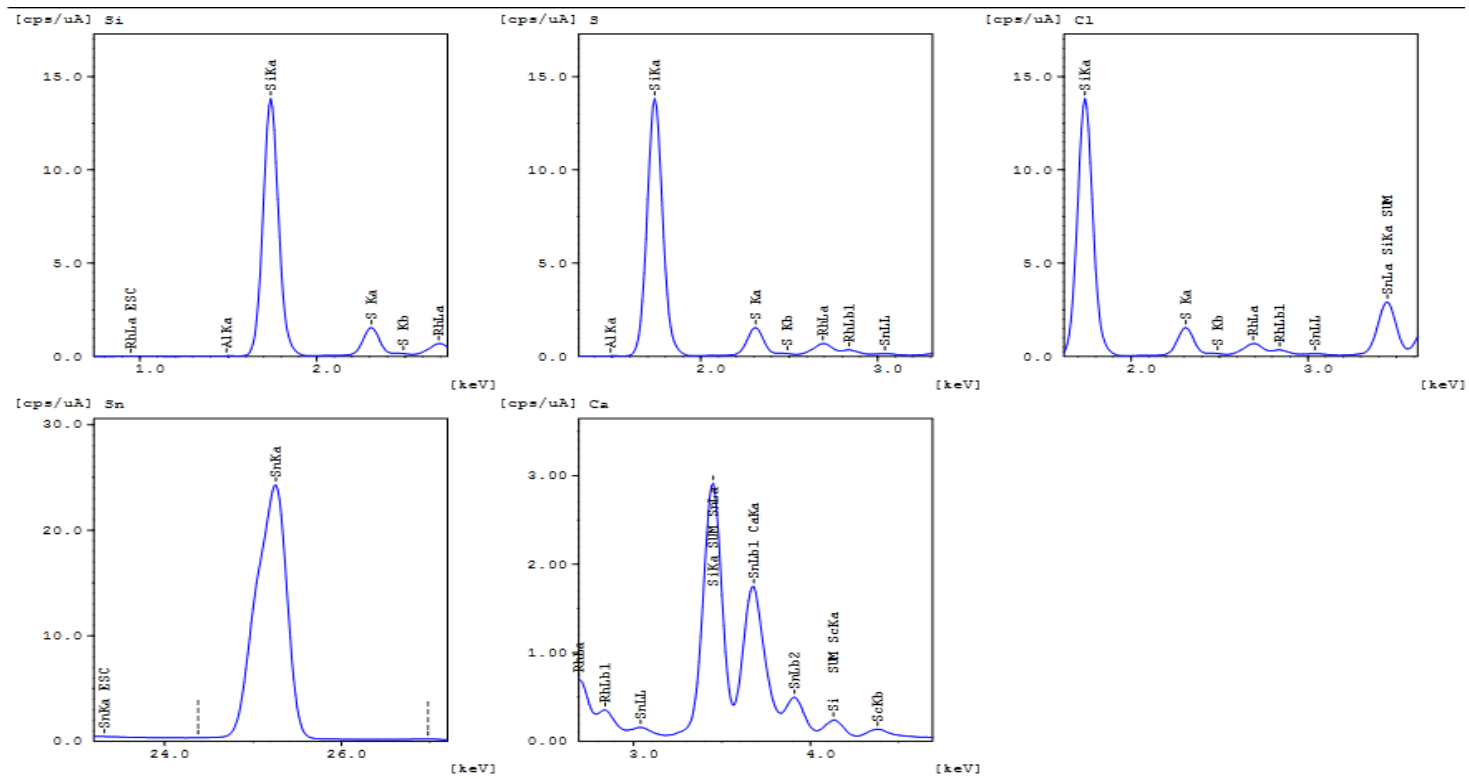 [cps/uA] Si
15.0
10.0
5.0
0.0
RhLa ESC
AlKa
SiKa
S Ka
S Kb
RhLa
1.0 2.0
[keV]
[cps/uA] S
15.0
10.0
5.0
0.0
AlKa
SiKa
S Ka
S Kb
RhLa
RhLb1
SnLL
2.0 3.0
[keV]
[cps/uA] Cl
15.0
10.0
5.0
0.0
SiKa
S Ka
S Kb
RhLa
RhLb1
SnLL
SnLa SiKa SUM
2.0 3.0
[keV]
[cps/uA] Sn
30.0
20.0
10.0
0.0
SnKa ESC
SnKa
24.0 26.0
[keV]
[cps/uA] Ca
3.00
2.00
1.00
0.00
RhLa
RhLb1
SnLL
SiKa SUM SnLa
SnLb1 CaKa
SnLb2
Si SUM ScKa
ScKb
3.0 4.0
[keV]